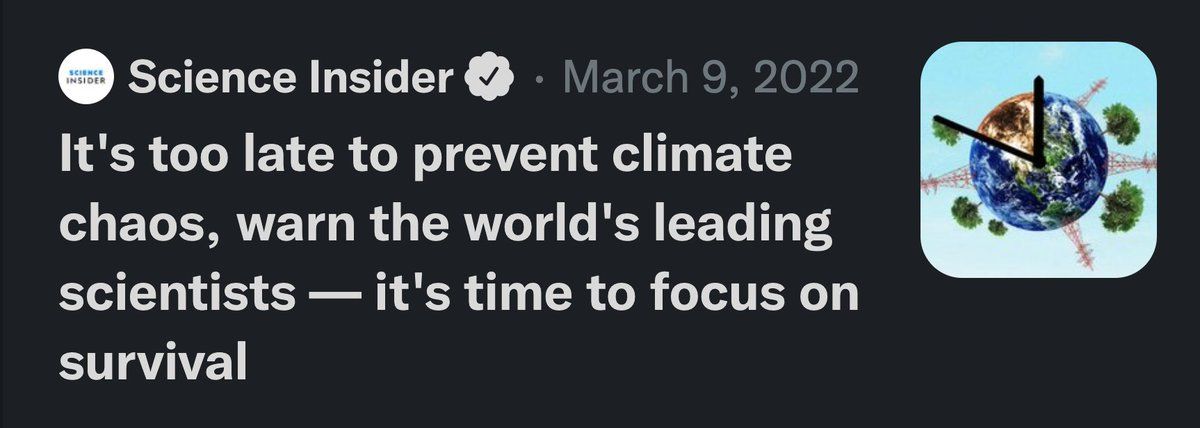 SCIENCE
INSIDER
Science Insider · March 9, 2022
It's too late to prevent climate
chaos, warn the world's leading
scientists — it's time to focus on
survival